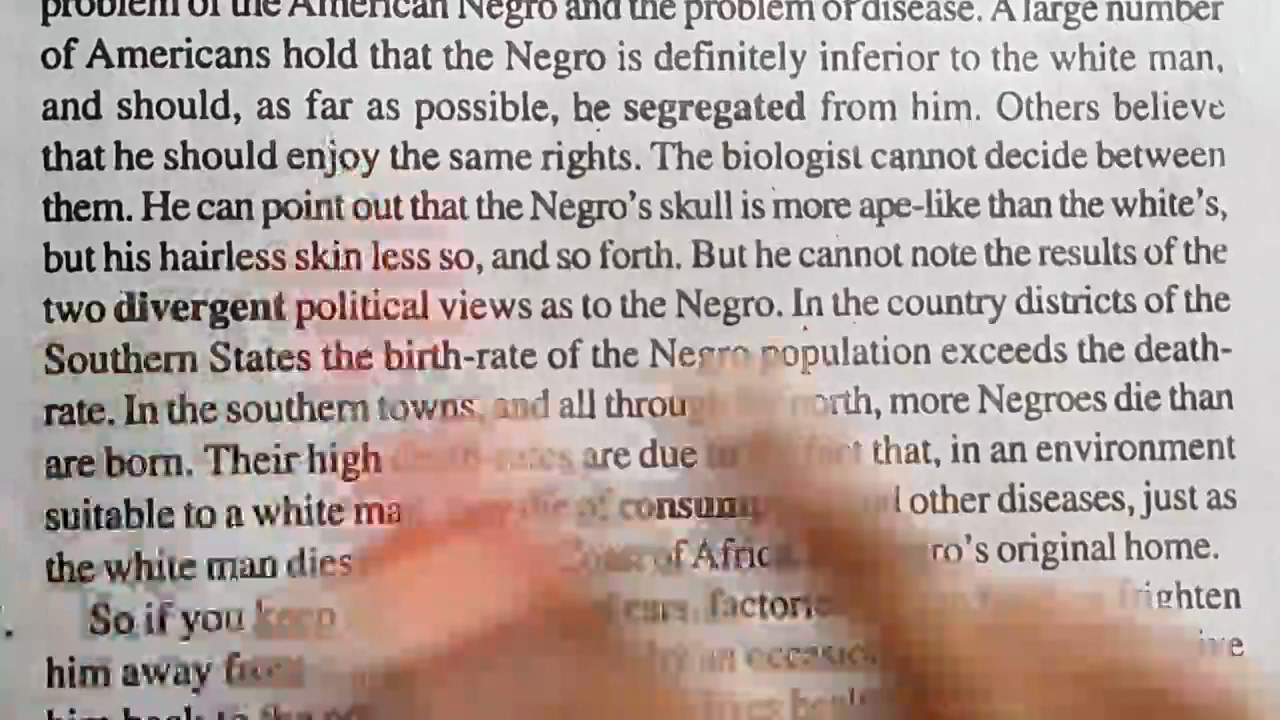 problem of the American Negro and the problem of disease. A large number
of Americans hold that the Negro is definitely inferior to the white man,
and should, as far as possible, be segregated from him. Others believe
that he should enjoy the same rights. The biologist cannot decide between
them. He can point out that the Negro's skull is more ape-like than the white's,
but his hairless skin less so, and so forth. But he cannot note the results of the
two divergent political views as to the Negro. In the country districts of the
Southern States the birth-rate of the Negro population exceeds the death-
rate. In the southern towns, and all through north, more Negroes die than
are born. Their high death-rates are due to fact that, in an environment
suitable to a white die of other diseases, just as
the white man dies of original home.
So if you keep
him away